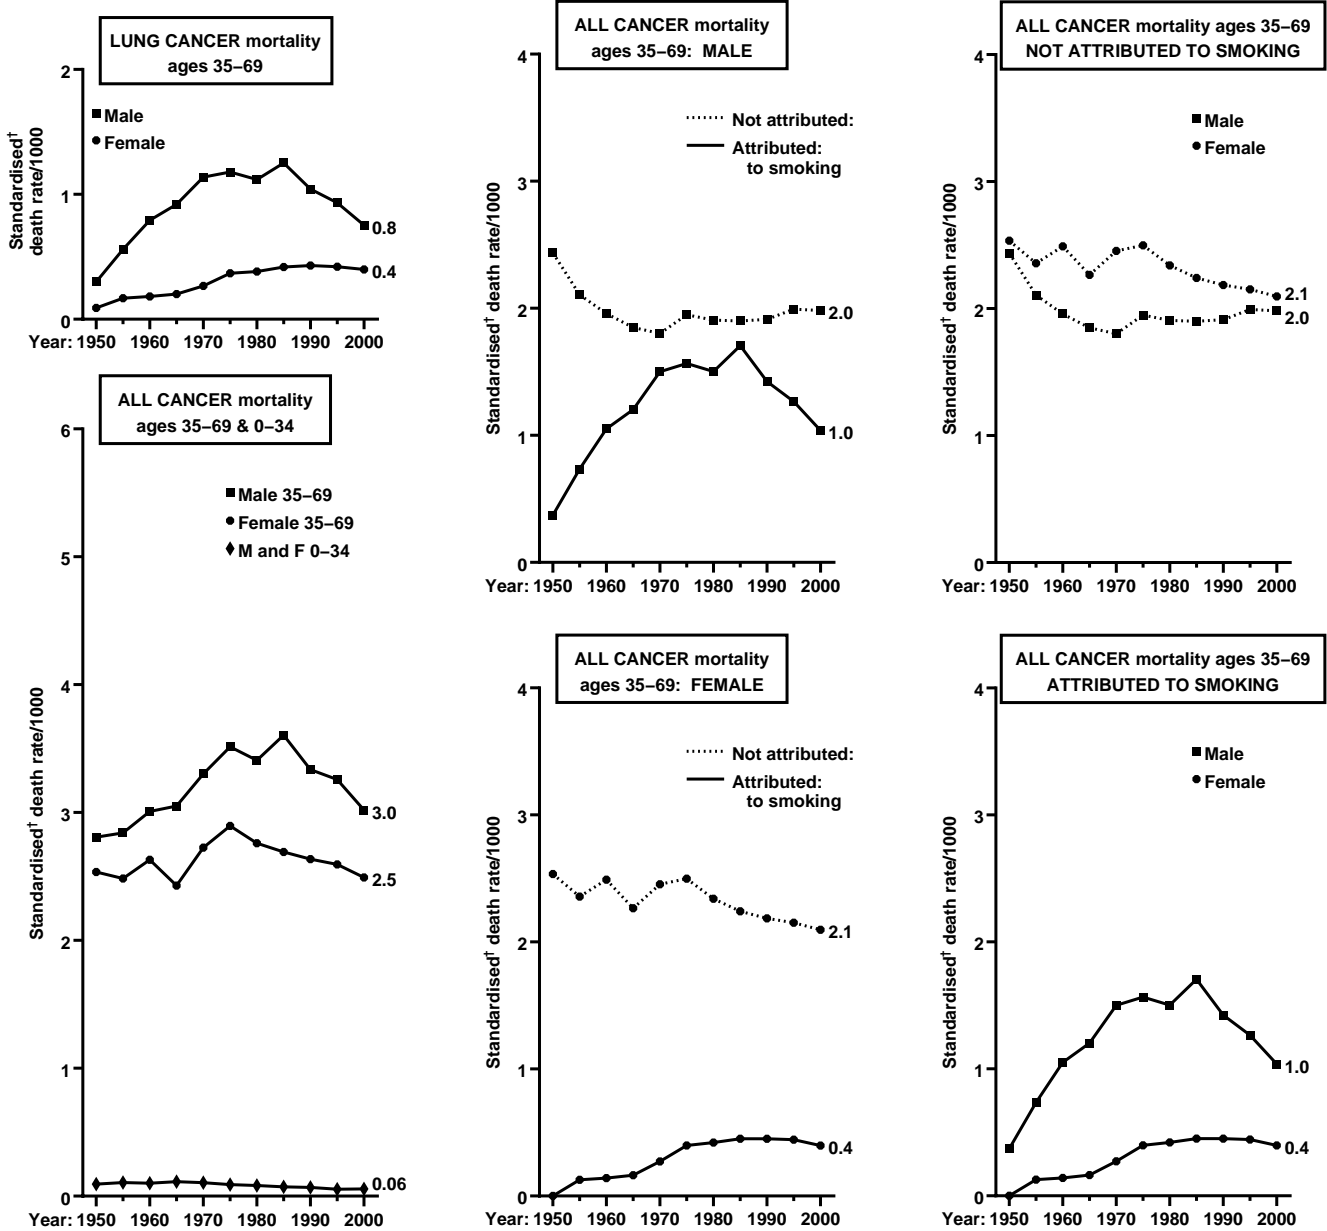 LUNG CANCER mortality
ages 35–69
2
1
0
Standardised†
death rate/1000
Male
Female
0.8
0.4
Year: 1950 1960 1970 1980 1990 2000
ALL CANCER mortality
ages 35–69 & 0–34
6
5
4
3
2
1
0
Standardised† death rate/1000
Male 35–69
Female 35–69
M and F 0–34
3.0
2.5
0.06
Year: 1950 1960 1970 1980 1990 2000
ALL CANCER mortality
ages 35–69: MALE
4
3
2
1
0
Standardised† death rate/1000
Not attributed:
Attributed:
to smoking
2.0
1.0
Year: 1950 1960 1970 1980 1990 2000
ALL CANCER mortality
ages 35–69: FEMALE
4
3
2
1
0
Standardised† death rate/1000
Not attributed:
Attributed:
to smoking
2.1
0.4
Year: 1950 1960 1970 1980 1990 2000
ALL CANCER mortality ages 35–69
NOT ATTRIBUTED TO SMOKING
4
3
2
1
0
Standardised† death rate/1000
Male
Female
2.1
2.0
Year: 1950 1960 1970 1980 1990 2000
ALL CANCER mortality ages 35–69
ATTRIBUTED TO SMOKING
4
3
2
1
0
Standardised† death rate/1000
Male
Female
1.0
0.4
Year: 1950 1960 1970 1980 1990 2000